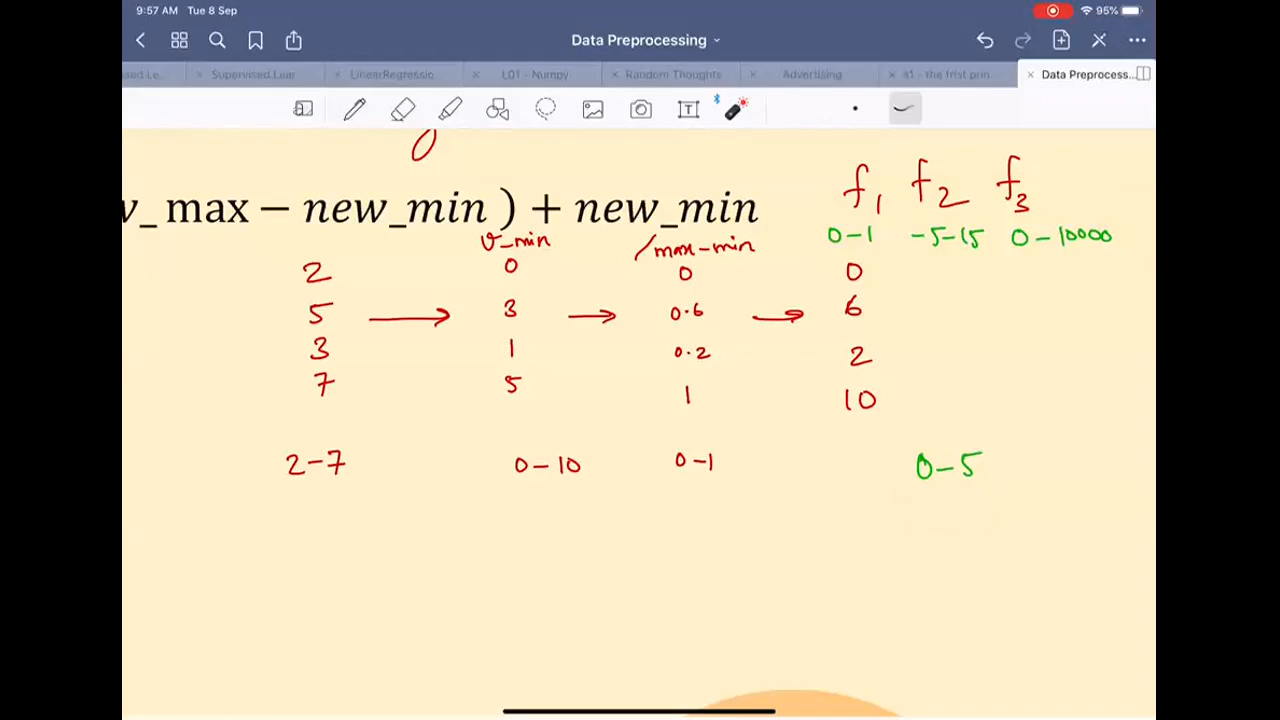 9:57 AM Tue 8 Sep
95%
Data Preprocessing
Supervised Lear
LinearRegressio
L01 - Numpy
Random Thoughts
Advertising
Data Preprocess...
_max − new_min ) + new_min
f1 f2 f3
v-min
/max-min
0-1 -5-15 0-10000
2 0 0 0
5 3 0.6 6
3 1 0.2 2
7 5 1 10
2-7 0-10 0-1 0-5